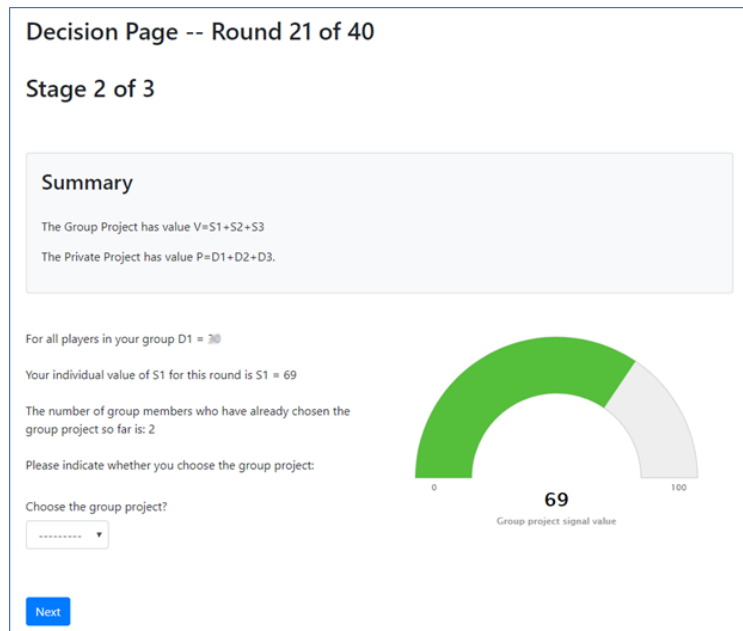 Decision Page -- Round 21 of 40
Stage 2 of 3
Summary
The Group Project has value V=S1+S2+S3
The Private Project has value P=D1+D2+D3.
For all players in your group D1 =
Your individual value of S1 for this round is S1 = 69
The number of group members who have already chosen the
group project so far is: 2
Please indicate whether you choose the group project:
Choose the group project?
---------
Next
0
100
69
Group project signal value